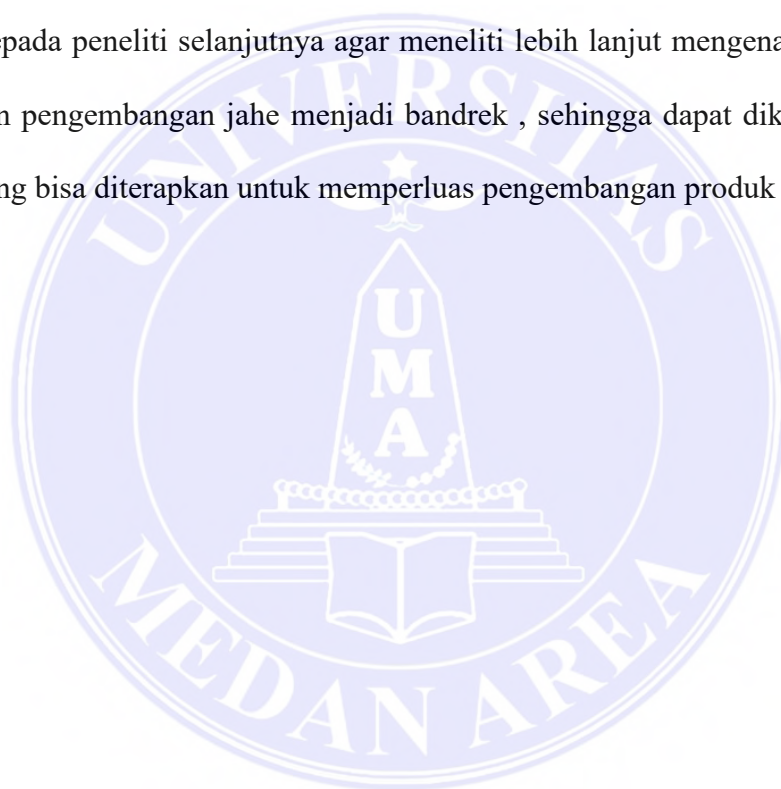 epada peneliti selanjutnya agar meneliti lebih lanjut mengena
n pengembangan jahe menjadi bandrek , sehingga dapat dik
ng bisa diterapkan untuk memperluas pengembangan produk
UNIVERSITAS
U
M
A
MEDAN AREA